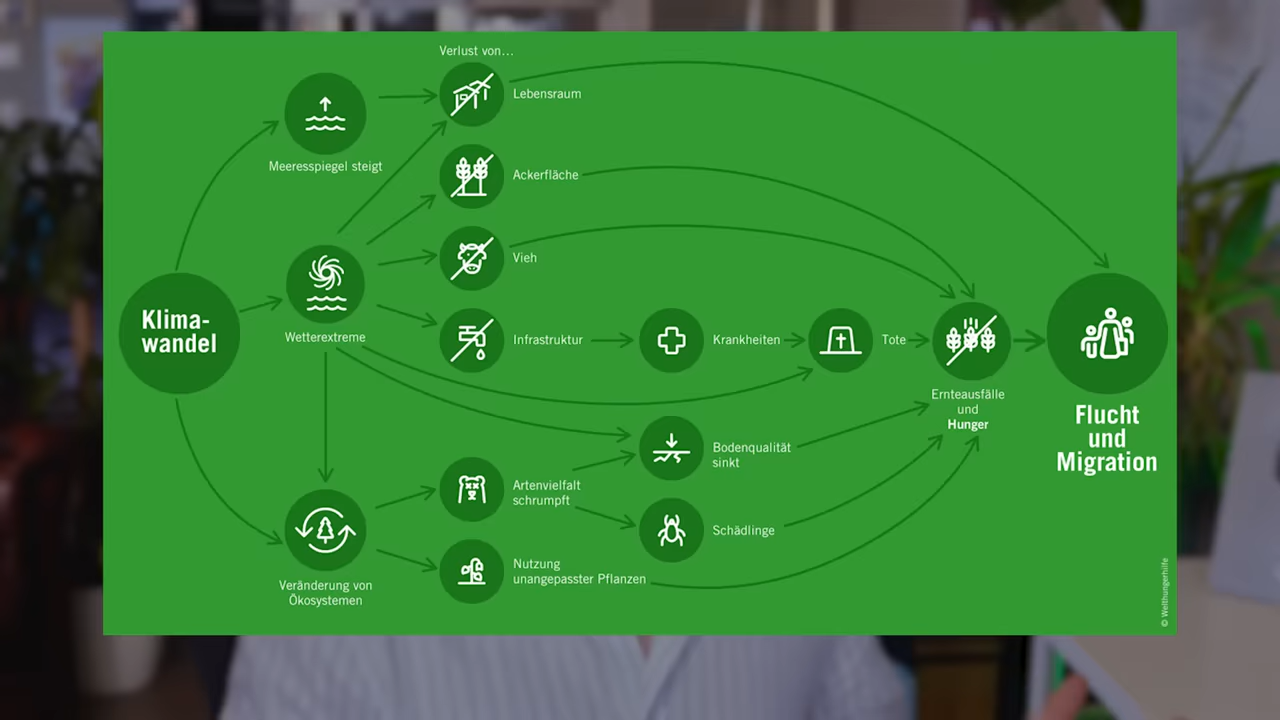 Verlust von…
Lebensraum
Meeresspiegel steigt
Ackerfläche
Vieh
Klima-
wandel
Wetterextreme
Infrastruktur
Krankheiten
Tote
Ernteausfälle
und
Hunger
Flucht
und
Migration
Bodenqualität
sinkt
Artenvielfalt
schrumpft
Schädlinge
Veränderung von
Ökosystemen
Nutzung
unangepasster Pflanzen
© Welthungerhilfe